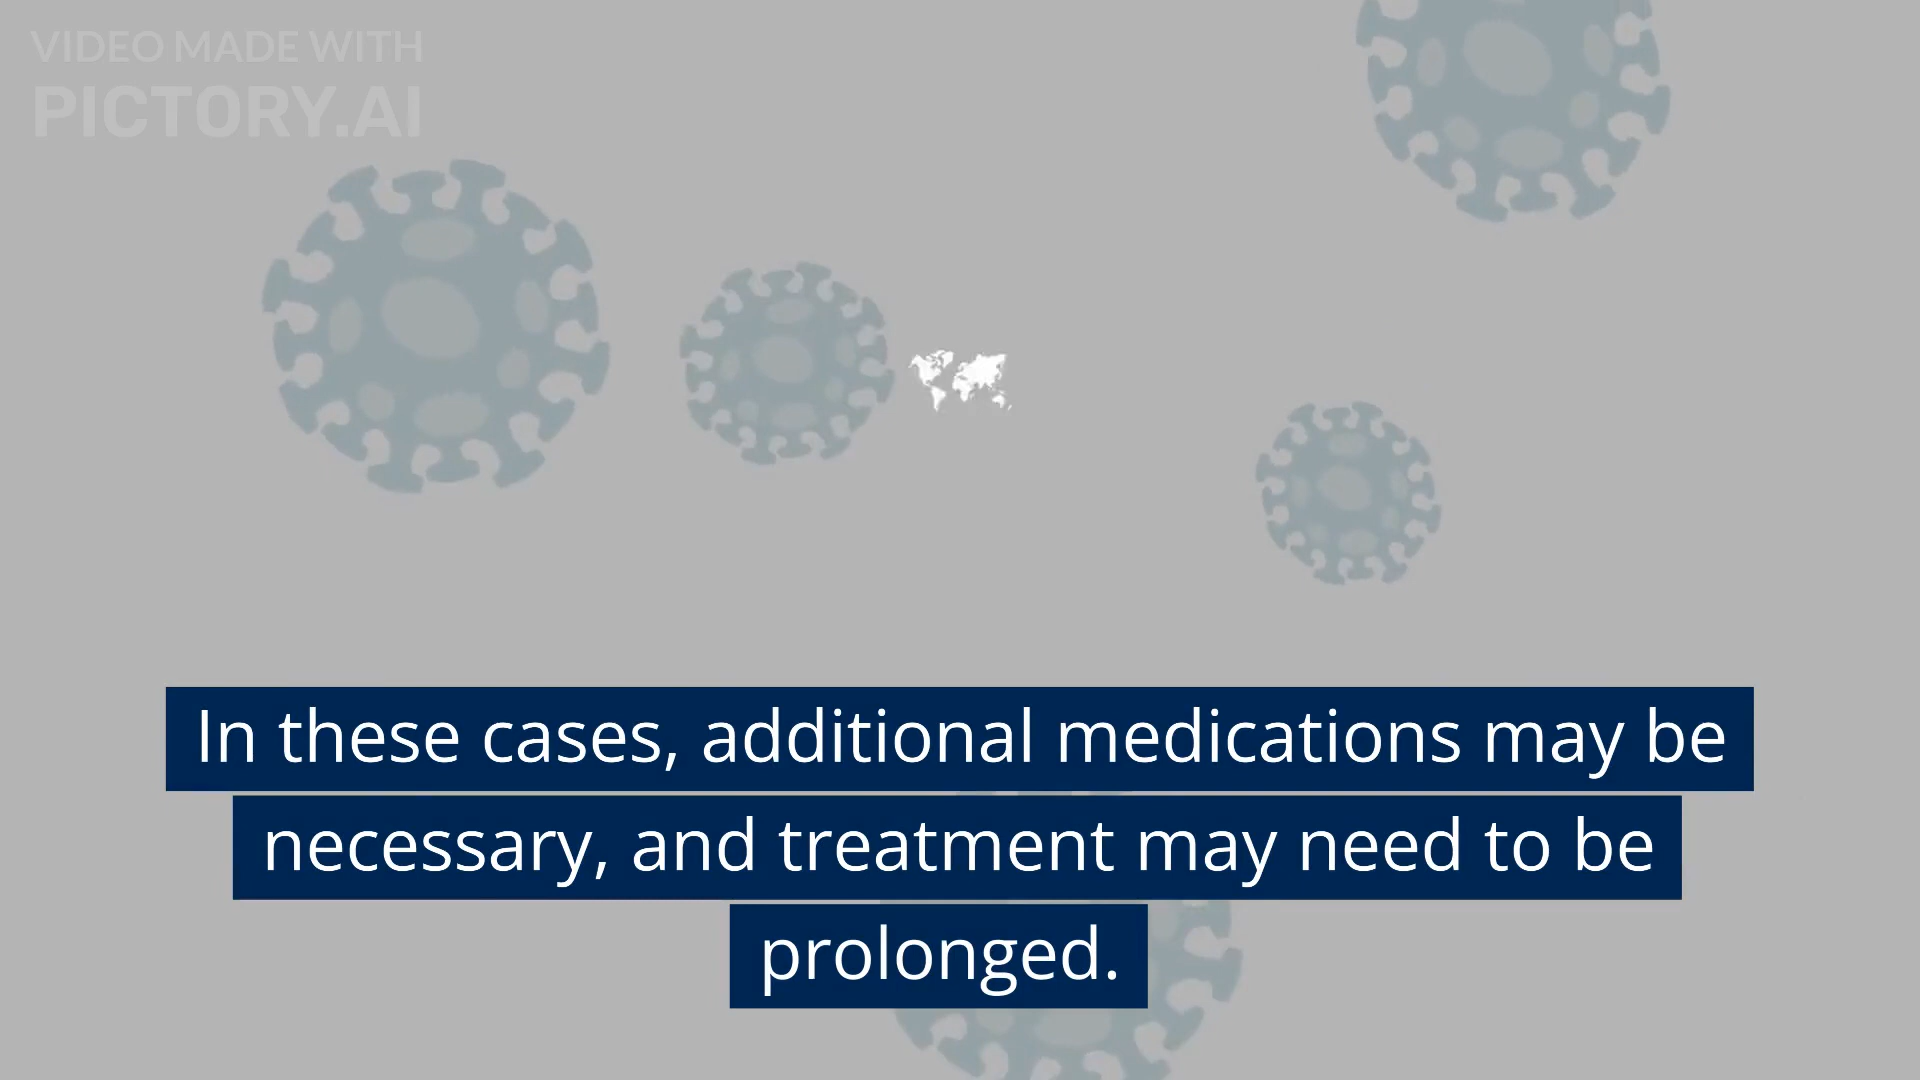 VIDEO MADE WITH
PICTORY.AI
In these cases, additional medications may be
necessary, and treatment may need to be
prolonged.